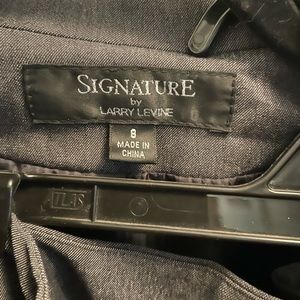 SIGNATURE
by
LARRY LEVINE
8
MADE IN
CHINA